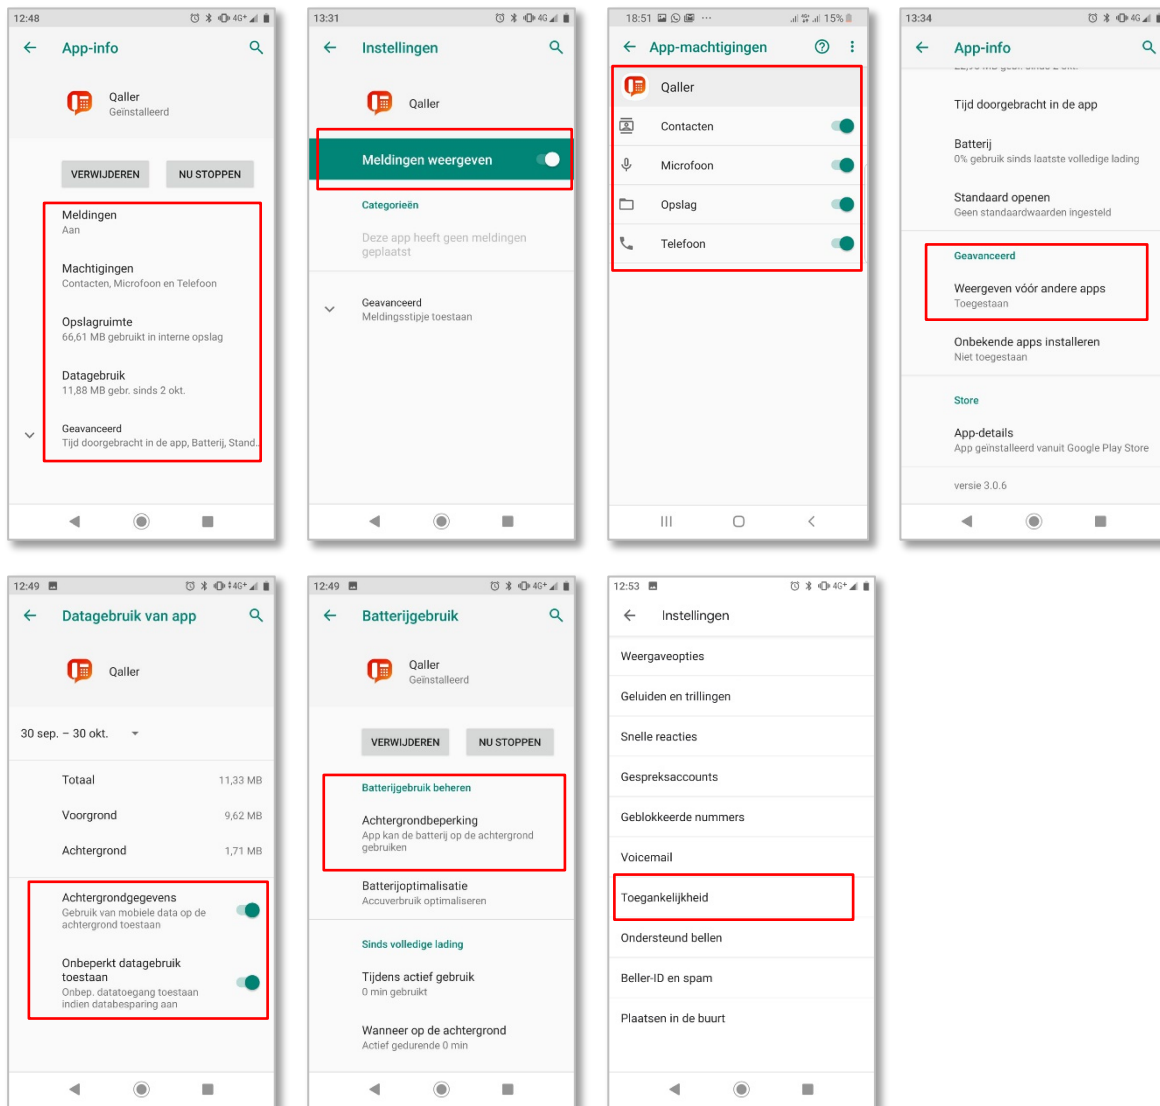 12:48
4G+
App-info
Qaller
Geïnstalleerd
VERWIJDEREN
NU STOPPEN
Meldingen
Aan
Machtigingen
Contacten, Microfoon en Telefoon
Opslagruimte
66,61 MB gebruikt in interne opslag
Datagebruik
11,88 MB gebr. sinds 2 okt.
Geavanceerd
Tijd doorgebracht in de app, Batterij, Stand..
13:31
4G
Instellingen
Qaller
Meldingen weergeven
Categorieën
Deze app heeft geen meldingen
geplaatst
Geavanceerd
Meldingsstipje toestaan
18:51
15%
App-machtigingen
Qaller
Contacten
Microfoon
Opslag
Telefoon
13:34
4G
App-info
Tijd doorgebracht in de app
Batterij
0% gebruik sinds laatste volledige lading
Standaard openen
Geen standaardwaarden ingesteld
Geavanceerd
Weergeven vóór andere apps
Toegestaan
Onbekende apps installeren
Niet toegestaan
Store
App-details
App geïnstalleerd vanuit Google Play Store
versie 3.0.6
12:49
4G+
Datagebruik van app
Qaller
30 sep. – 30 okt.
Totaal
11,33 MB
Voorgrond
9,62 MB
Achtergrond
1,71 MB
Achtergrondgegevens
Gebruik van mobiele data op de
achtergrond toestaan
Onbeperkt datagebruik
toestaan
Onbep. datatoegang toestaan
indien databesparing aan
12:49
4G+
Batterijgebruik
Qaller
Geïnstalleerd
VERWIJDEREN
NU STOPPEN
Batterijgebruik beheren
Achtergrondbeperking
App kan de batterij op de achtergrond
gebruiken
Batterijoptimalisatie
Accuverbruik optimaliseren
Sinds volledige lading
Tijdens actief gebruik
0 min gebruikt
Wanneer op de achtergrond
Actief gedurende 0 min
12:53
4G+
Instellingen
Weergaveopties
Geluiden en trillingen
Snelle reacties
Gespreksaccounts
Geblokkeerde nummers
Voicemail
Toegankelijkheid
Ondersteund bellen
Beller-ID en spam
Plaatsen in de buurt